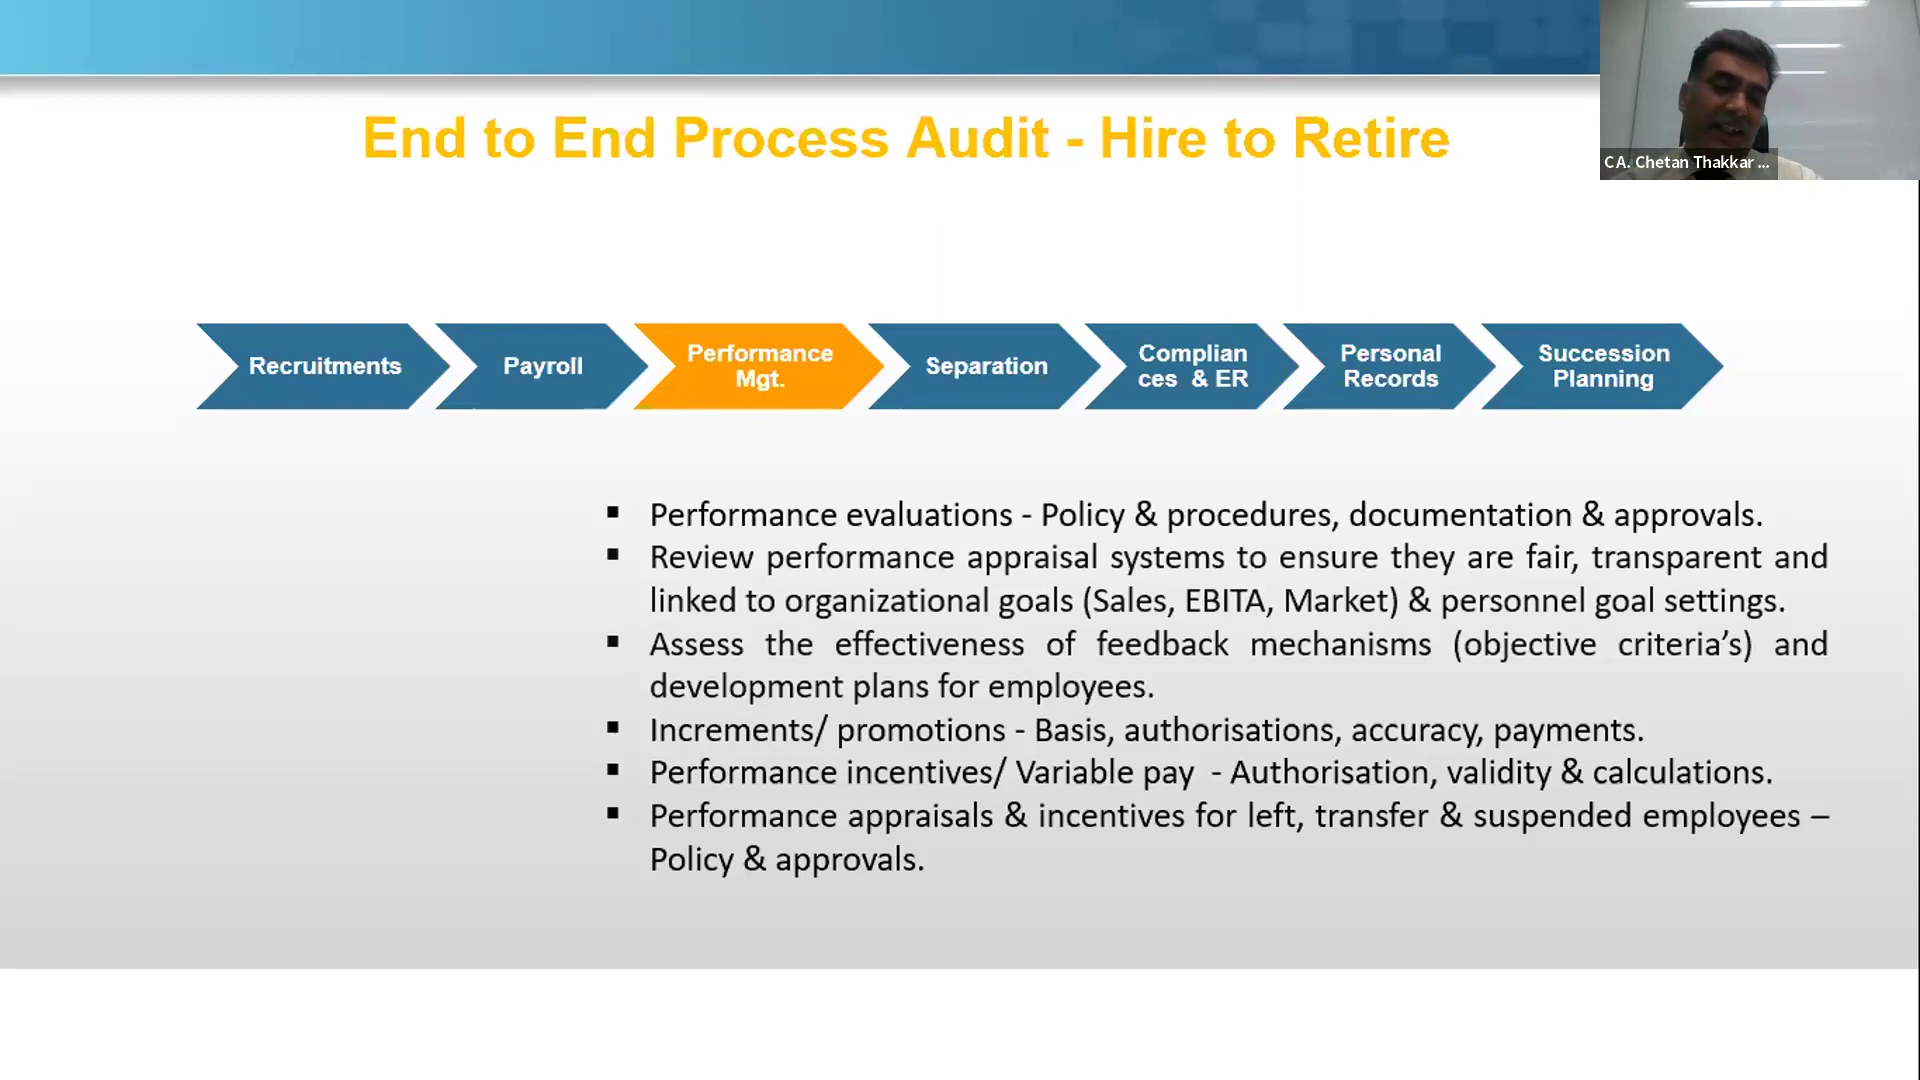 End to End Process Audit - Hire to Retire
CA. Chetan Thakkar ...
Recruitments
Payroll
Performance
Mgt.
Separation
Complian
ces & ER
Personal
Records
Succession
Planning
▪ Performance evaluations - Policy & procedures, documentation & approvals.
▪ Review performance appraisal systems to ensure they are fair, transparent and
linked to organizational goals (Sales, EBITA, Market) & personnel goal settings.
▪ Assess the effectiveness of feedback mechanisms (objective criteria’s) and
development plans for employees.
▪ Increments/ promotions - Basis, authorisations, accuracy, payments.
▪ Performance incentives/ Variable pay - Authorisation, validity & calculations.
▪ Performance appraisals & incentives for left, transfer & suspended employees –
Policy & approvals.